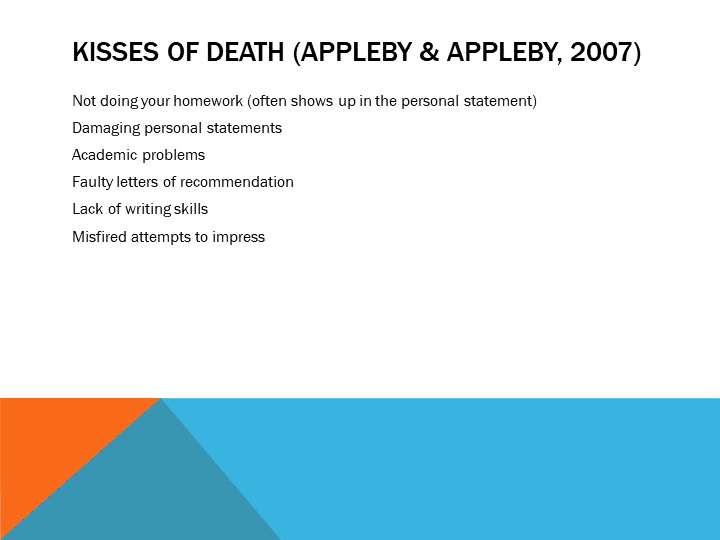 KISSES OF DEATH (APPLEBY & APPLEBY, 2007)
Not doing your homework (often shows up in the personal statement)
Damaging personal statements
Academic problems
Faulty letters of recommendation
Lack of writing skills
Misfired attempts to impress